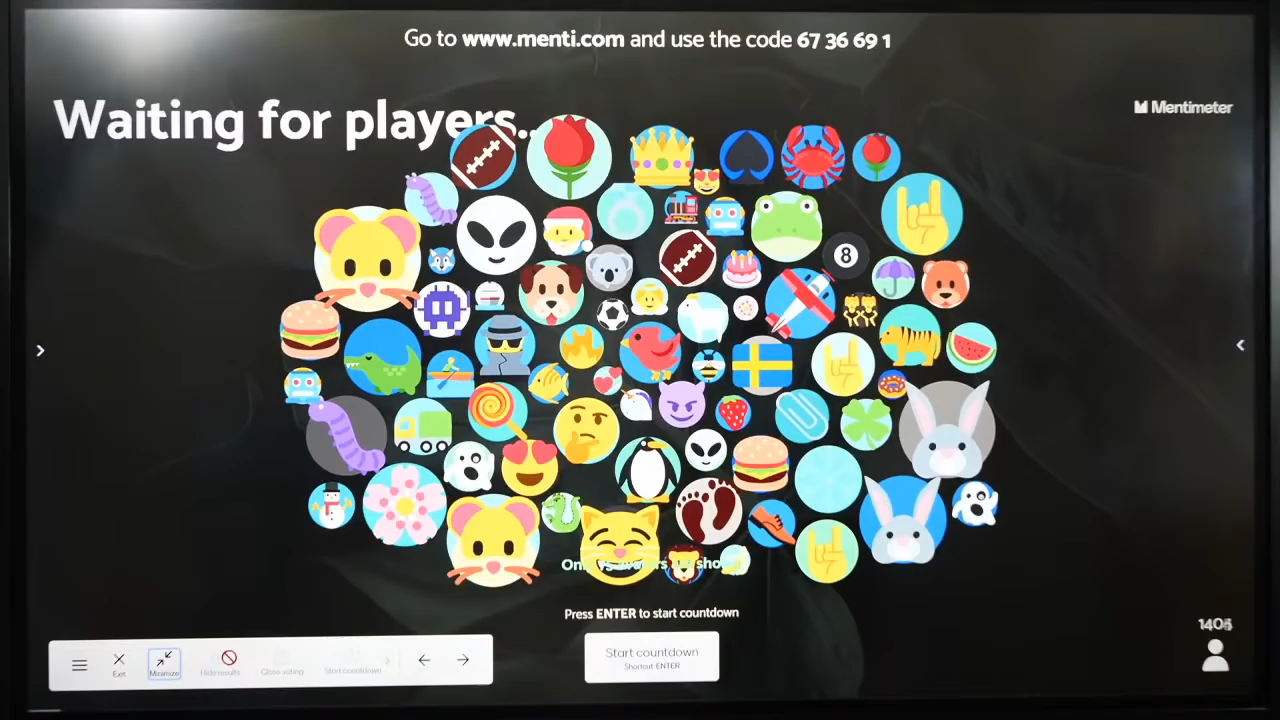 Go to www.menti.com and use the code 67 36 69 1
Waiting for players...
Mentimeter
8
Press ENTER to start countdown
Start countdown
Shortcut ENTER
Exit
Minimize
Hide results
Close voting
Start countdown